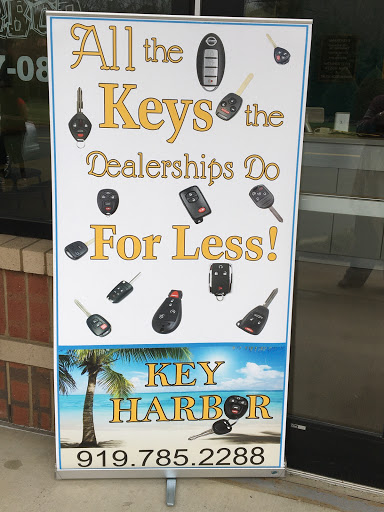 All the
Keys the
Dealerships Do
For Less!
KEY
HARBOR
919.785.2288